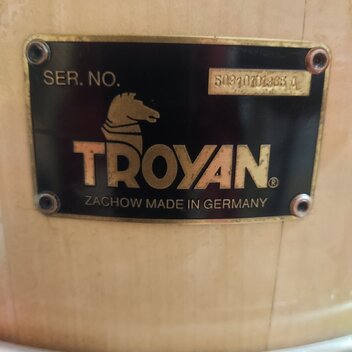 SER. NO.
TROYAN®
ZACHOW MADE IN GERMANY